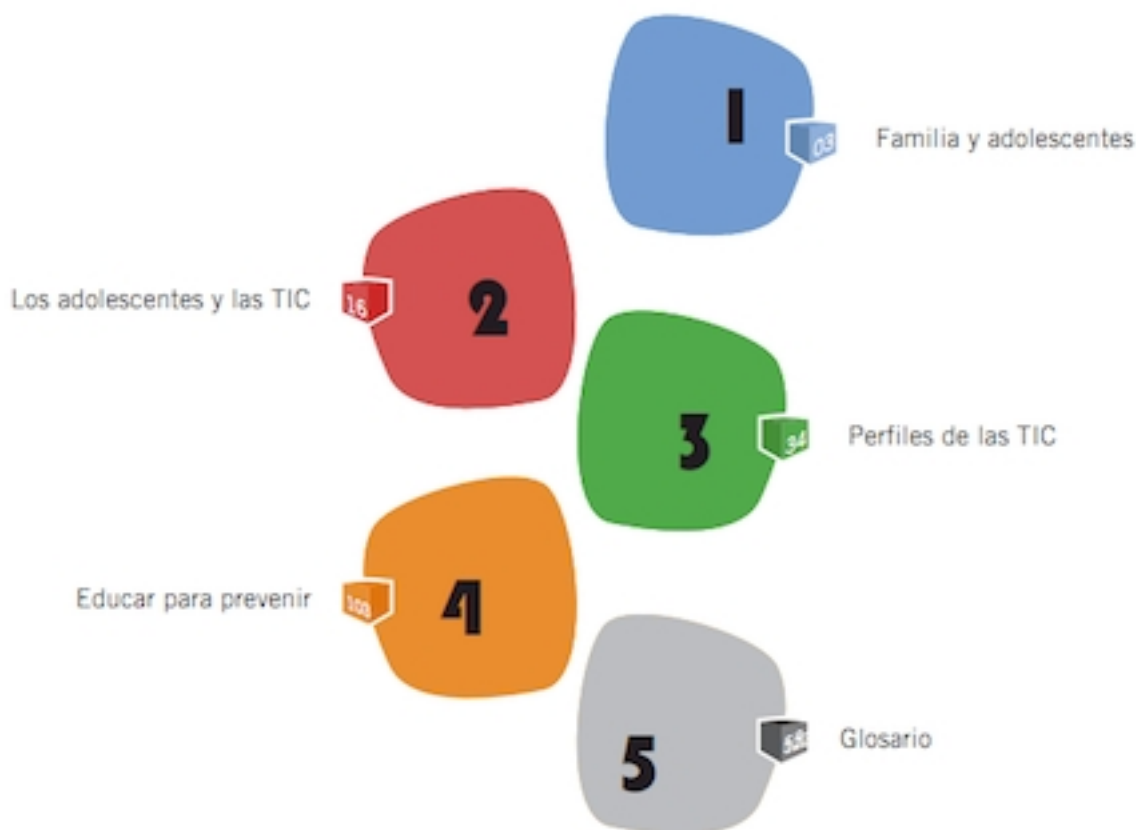 1
03
Familia y adolescentes
Los adolescentes y las TIC
16
2
3
34
Perfiles de las TIC
Educar para prevenir
103
4
5
Glosario